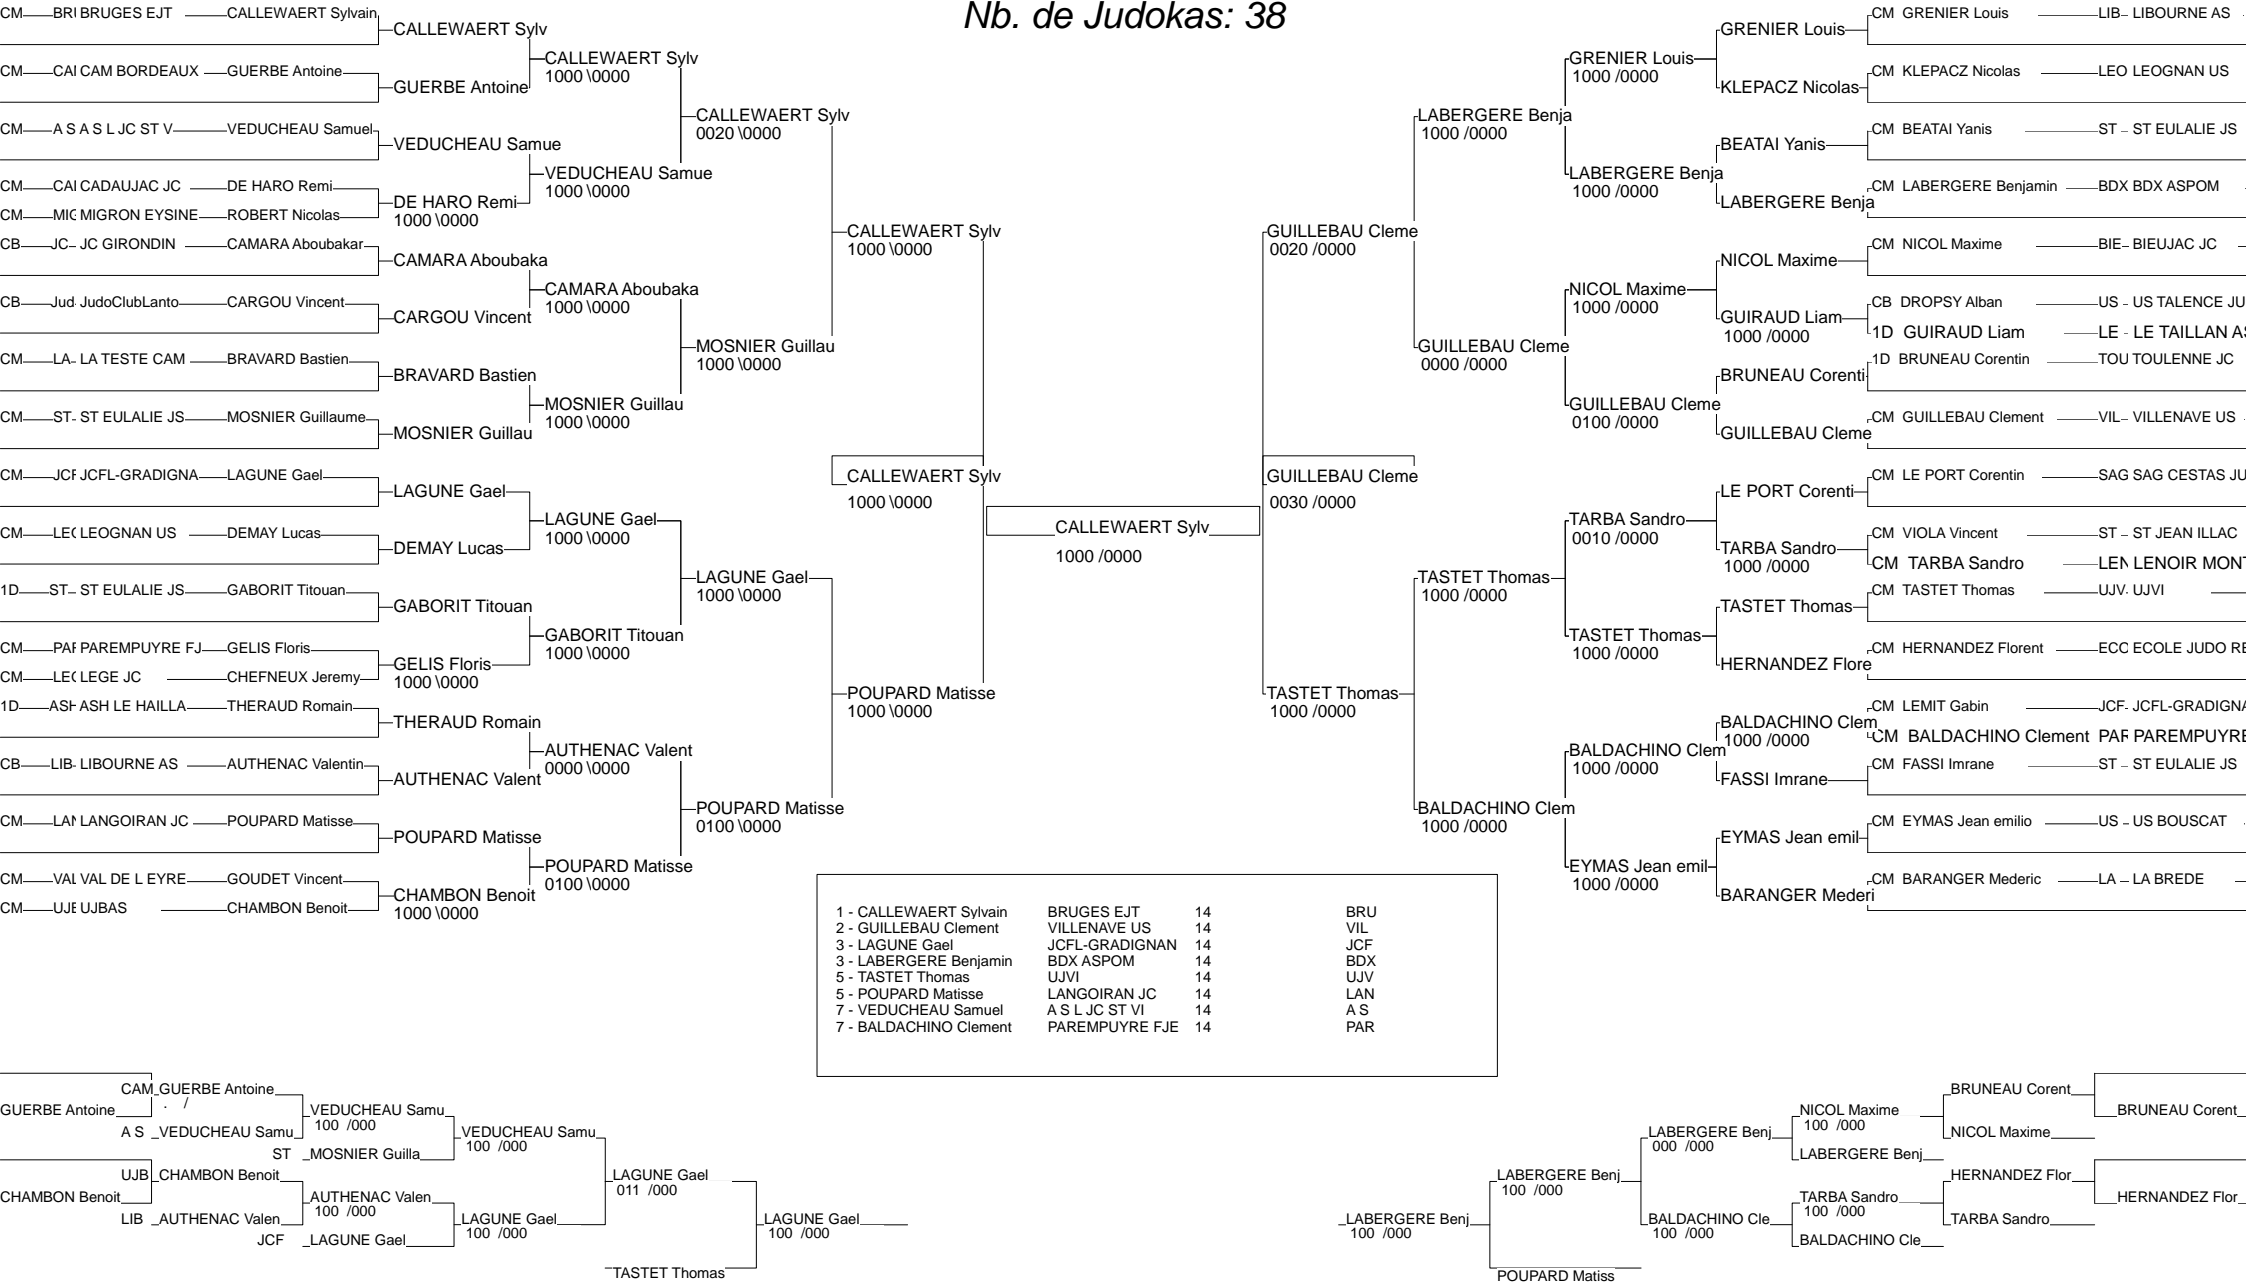 Nb. de Judokas: 38
CM BRI BRUGES EJT CALLEWAERT Sylvain
CALLEWAERT Sylv
CM CAI CAM BORDEAUX GUERBE Antoine
GUERBE Antoine
CALLEWAERT Sylv
1000 \0000
CM A S A S L JC ST V VEDUCHEAU Samuel
VEDUCHEAU Samue
CM CAI CADAUJAC JC DE HARO Remi
CM MIG MIGRON EYSINE ROBERT Nicolas
DE HARO Remi
1000 \0000
VEDUCHEAU Samue
1000 \0000
CALLEWAERT Sylv
0020 \0000
CB JC JC GIRONDIN CAMARA Aboubakar
CAMARA Aboubaka
CB Jud JudoClubLanto CARGOU Vincent
CARGOU Vincent
CAMARA Aboubaka
1000 \0000
CM LA LA TESTE CAM BRAVARD Bastien
BRAVARD Bastien
CM ST ST EULALIE JS MOSNIER Guillaume
MOSNIER Guillau
MOSNIER Guillau
1000 \0000
MOSNIER Guillau
1000 \0000
CALLEWAERT Sylv
1000 \0000
CM JCF JCFL-GRADIGNA LAGUNE Gael
LAGUNE Gael
CM LEO LEOGNAN US DEMAY Lucas
DEMAY Lucas
LAGUNE Gael
1000 \0000
1D ST ST EULALIE JS GABORIT Titouan
GABORIT Titouan
CM PAR PAREMPUYRE FJ GELIS Floris
CM LEG LEGE JC CHEFNEUX Jeremy
GELIS Floris
1000 \0000
GABORIT Titouan
1000 \0000
LAGUNE Gael
1000 \0000
1D ASH ASH LE HAILLA THERAUD Romain
THERAUD Romain
CB LIB LIBOURNE AS AUTHENAC Valentin
AUTHENAC Valent
AUTHENAC Valent
0000 \0000
CM LAN LANGOIRAN JC POUPARD Matisse
POUPARD Matisse
CM VAL VAL DE L EYRE GOUDET Vincent
CM UJB UJBAS CHAMBON Benoit
CHAMBON Benoit
1000 \0000
POUPARD Matisse
0100 \0000
POUPARD Matisse
0100 \0000
POUPARD Matisse
1000 \0000
CALLEWAERT Sylv
1000 \0000
CALLEWAERT Sylv
1000 /0000
GUILLEBAU Cleme
0030 /0000
GUILLEBAU Cleme
0020 /0000
TASTET Thomas
1000 /0000
LABERGERE Benja
1000 /0000
GUILLEBAU Cleme
0000 /0000
TASTET Thomas
1000 /0000
BALDACHINO Clem
1000 /0000
GRENIER Louis
1000 /0000
LABERGERE Benja
1000 /0000
NICOL Maxime
1000 /0000
GUILLEBAU Cleme
0100 /0000
TARBA Sandro
0010 /0000
TASTET Thomas
1000 /0000
BALDACHINO Clem
1000 /0000
EYMAS Jean emil
1000 /0000
GRENIER Louis
KLEPACZ Nicolas
BEATAI Yanis
LABERGERE Benja
NICOL Maxime
GUIRAUD Liam
1000 /0000
BRUNEAU Corenti
GUILLEBAU Cleme
LE PORT Corenti
TARBA Sandro
1000 /0000
TASTET Thomas
HERNANDEZ Flore
BALDACHINO Clem
1000 /0000
FASSI Imrane
EYMAS Jean emil
BARANGER Mederi
CM GRENIER Louis LIB LIBOURNE AS
CM KLEPACZ Nicolas LEO LEOGNAN US
CM BEATAI Yanis ST ST EULALIE JS
CM LABERGERE Benjamin BDX BDX ASPOM
CM NICOL Maxime BIE BIEUJAC JC
CB DROPSY Alban US US TALENCE JU
1D GUIRAUD Liam LE LE TAILLAN AS
1D BRUNEAU Corentin TOU TOULENNE JC
CM GUILLEBAU Clement VIL VILLENAVE US
CM LE PORT Corentin SAG SAG CESTAS JU
CM VIOLA Vincent ST ST JEAN ILLAC
CM TARBA Sandro LEN LENOIR MONT
CM TASTET Thomas UJV UJVI
CM HERNANDEZ Florent ECO ECOLE JUDO RE
CM LEMIT Gabin JCF JCFL-GRADIGNA
CM BALDACHINO Clement PAR PAREMPUYRE
CM FASSI Imrane ST ST EULALIE JS
CM EYMAS Jean emilio US US BOUSCAT
CM BARANGER Mederic LA LA BREDE
1 - CALLEWAERT Sylvain BRUGES EJT 14 BRU
2 - GUILLEBAU Clement VILLENAVE US 14 VIL
3 - LAGUNE Gael JCFL-GRADIGNAN 14 JCF
3 - LABERGERE Benjamin BDX ASPOM 14 BDX
5 - TASTET Thomas UJVI 14 UJV
5 - POUPARD Matisse LANGOIRAN JC 14 LAN
7 - VEDUCHEAU Samuel A S L JC ST VI 14 A S
7 - BALDACHINO Clement PAREMPUYRE FJE 14 PAR
CAM GUERBE Antoine
GUERBE Antoine . /
A S VEDUCHEAU Samu
VEDUCHEAU Samu
100 /000
ST MOSNIER Guilla
VEDUCHEAU Samu
100 /000
UJB CHAMBON Benoit
CHAMBON Benoit
LIB AUTHENAC Valen
AUTHENAC Valen
100 /000
JCF LAGUNE Gael
LAGUNE Gael
100 /000
LAGUNE Gael
011 /000
TASTET Thomas
LAGUNE Gael
100 /000
LABERGERE Benj
100 /000
LABERGERE Benj
100 /000
POUPARD Matiss
LABERGERE Benj
000 /000
BALDACHINO Cle
100 /000
NICOL Maxime
100 /000
LABERGERE Benj
TARBA Sandro
100 /000
BALDACHINO Cle
BRUNEAU Corent
NICOL Maxime
HERNANDEZ Flor
TARBA Sandro
BRUNEAU Corent
HERNANDEZ Flor